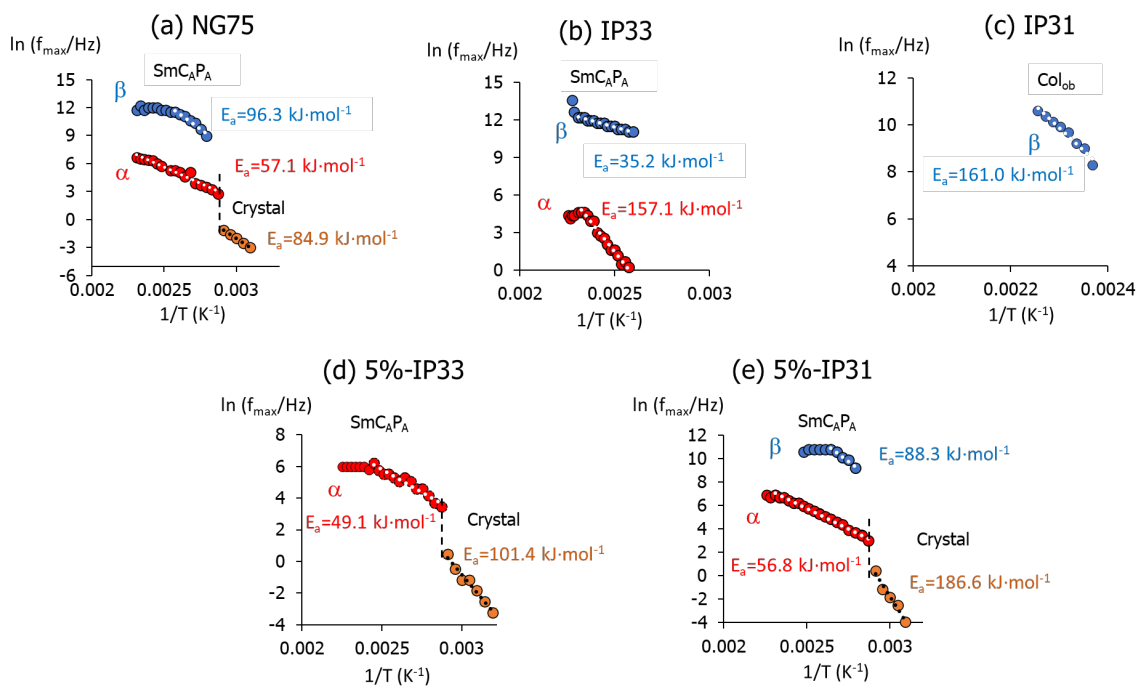 (a) NG75
ln (fmax/Hz)
SmCAPA
β
Ea=96.3 kJ·mol-1
Ea=57.1 kJ·mol-1
α
Crystal
Ea=84.9 kJ·mol-1
15
12
9
6
3
0
-3
-6
0.002
0.0025
0.003
1/T (K-1)
(b) IP33
ln (fmax/Hz)
SmCAPA
β
Ea=35.2 kJ·mol-1
α
Ea=157.1 kJ·mol-1
15
12
9
6
3
0
0.002
0.0025
0.003
1/T (K-1)
(c) IP31
ln (fmax/Hz)
Colob
β
Ea=161.0 kJ·mol-1
12
10
8
6
4
0.002
0.0022
0.0024
1/T (K-1)
(d) 5%-IP33
ln (fmax/Hz)
SmCAPA
α
Ea=49.1 kJ·mol-1
Crystal
Ea=101.4 kJ·mol-1
8
6
4
2
0
-2
-4
0.002
0.0025
0.003
1/T (K-1)
(e) 5%-IP31
ln (fmax/Hz)
SmCAPA
β
Ea=88.3 kJ·mol-1
α
Crystal
Ea=56.8 kJ·mol-1
Ea=186.6 kJ·mol-1
12
10
8
6
4
2
0
-2
-4
0.002
0.0025
0.003
1/T (K-1)